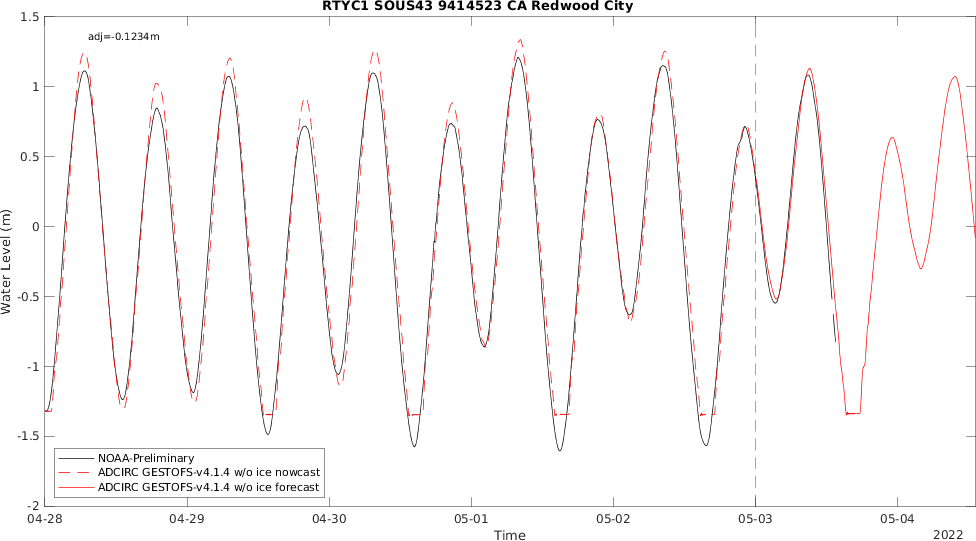 RTYC1 SOUS43 9414523 CA Redwood City
adj=-0.1234m
1.5
1
0.5
0
-0.5
-1
-1.5
-2
Water Level (m)
NOAA-Preliminary
ADCIRC GESTOFS-v4.1.4 w/o ice nowcast
ADCIRC GESTOFS-v4.1.4 w/o ice forecast
04-28 04-29 04-30 05-01 05-02 05-03 05-04
Time
2022